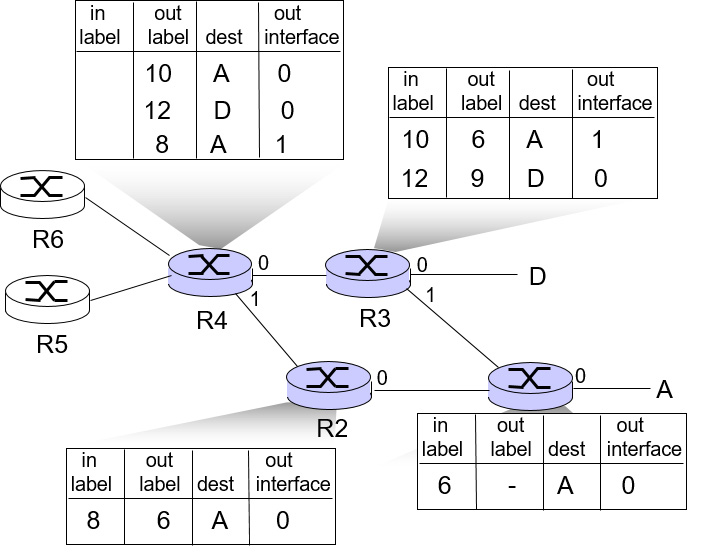 in out out
label label dest interface
10 A 0
12 D 0
8 A 1
in out out
label label dest interface
10 6 A 1
12 9 D 0
R6
R5
R4
0
1
R3
0
1
D
R2
0
0
A
in out out
label label dest interface
8 6 A 0
in out out
label label dest interface
6 - A 0